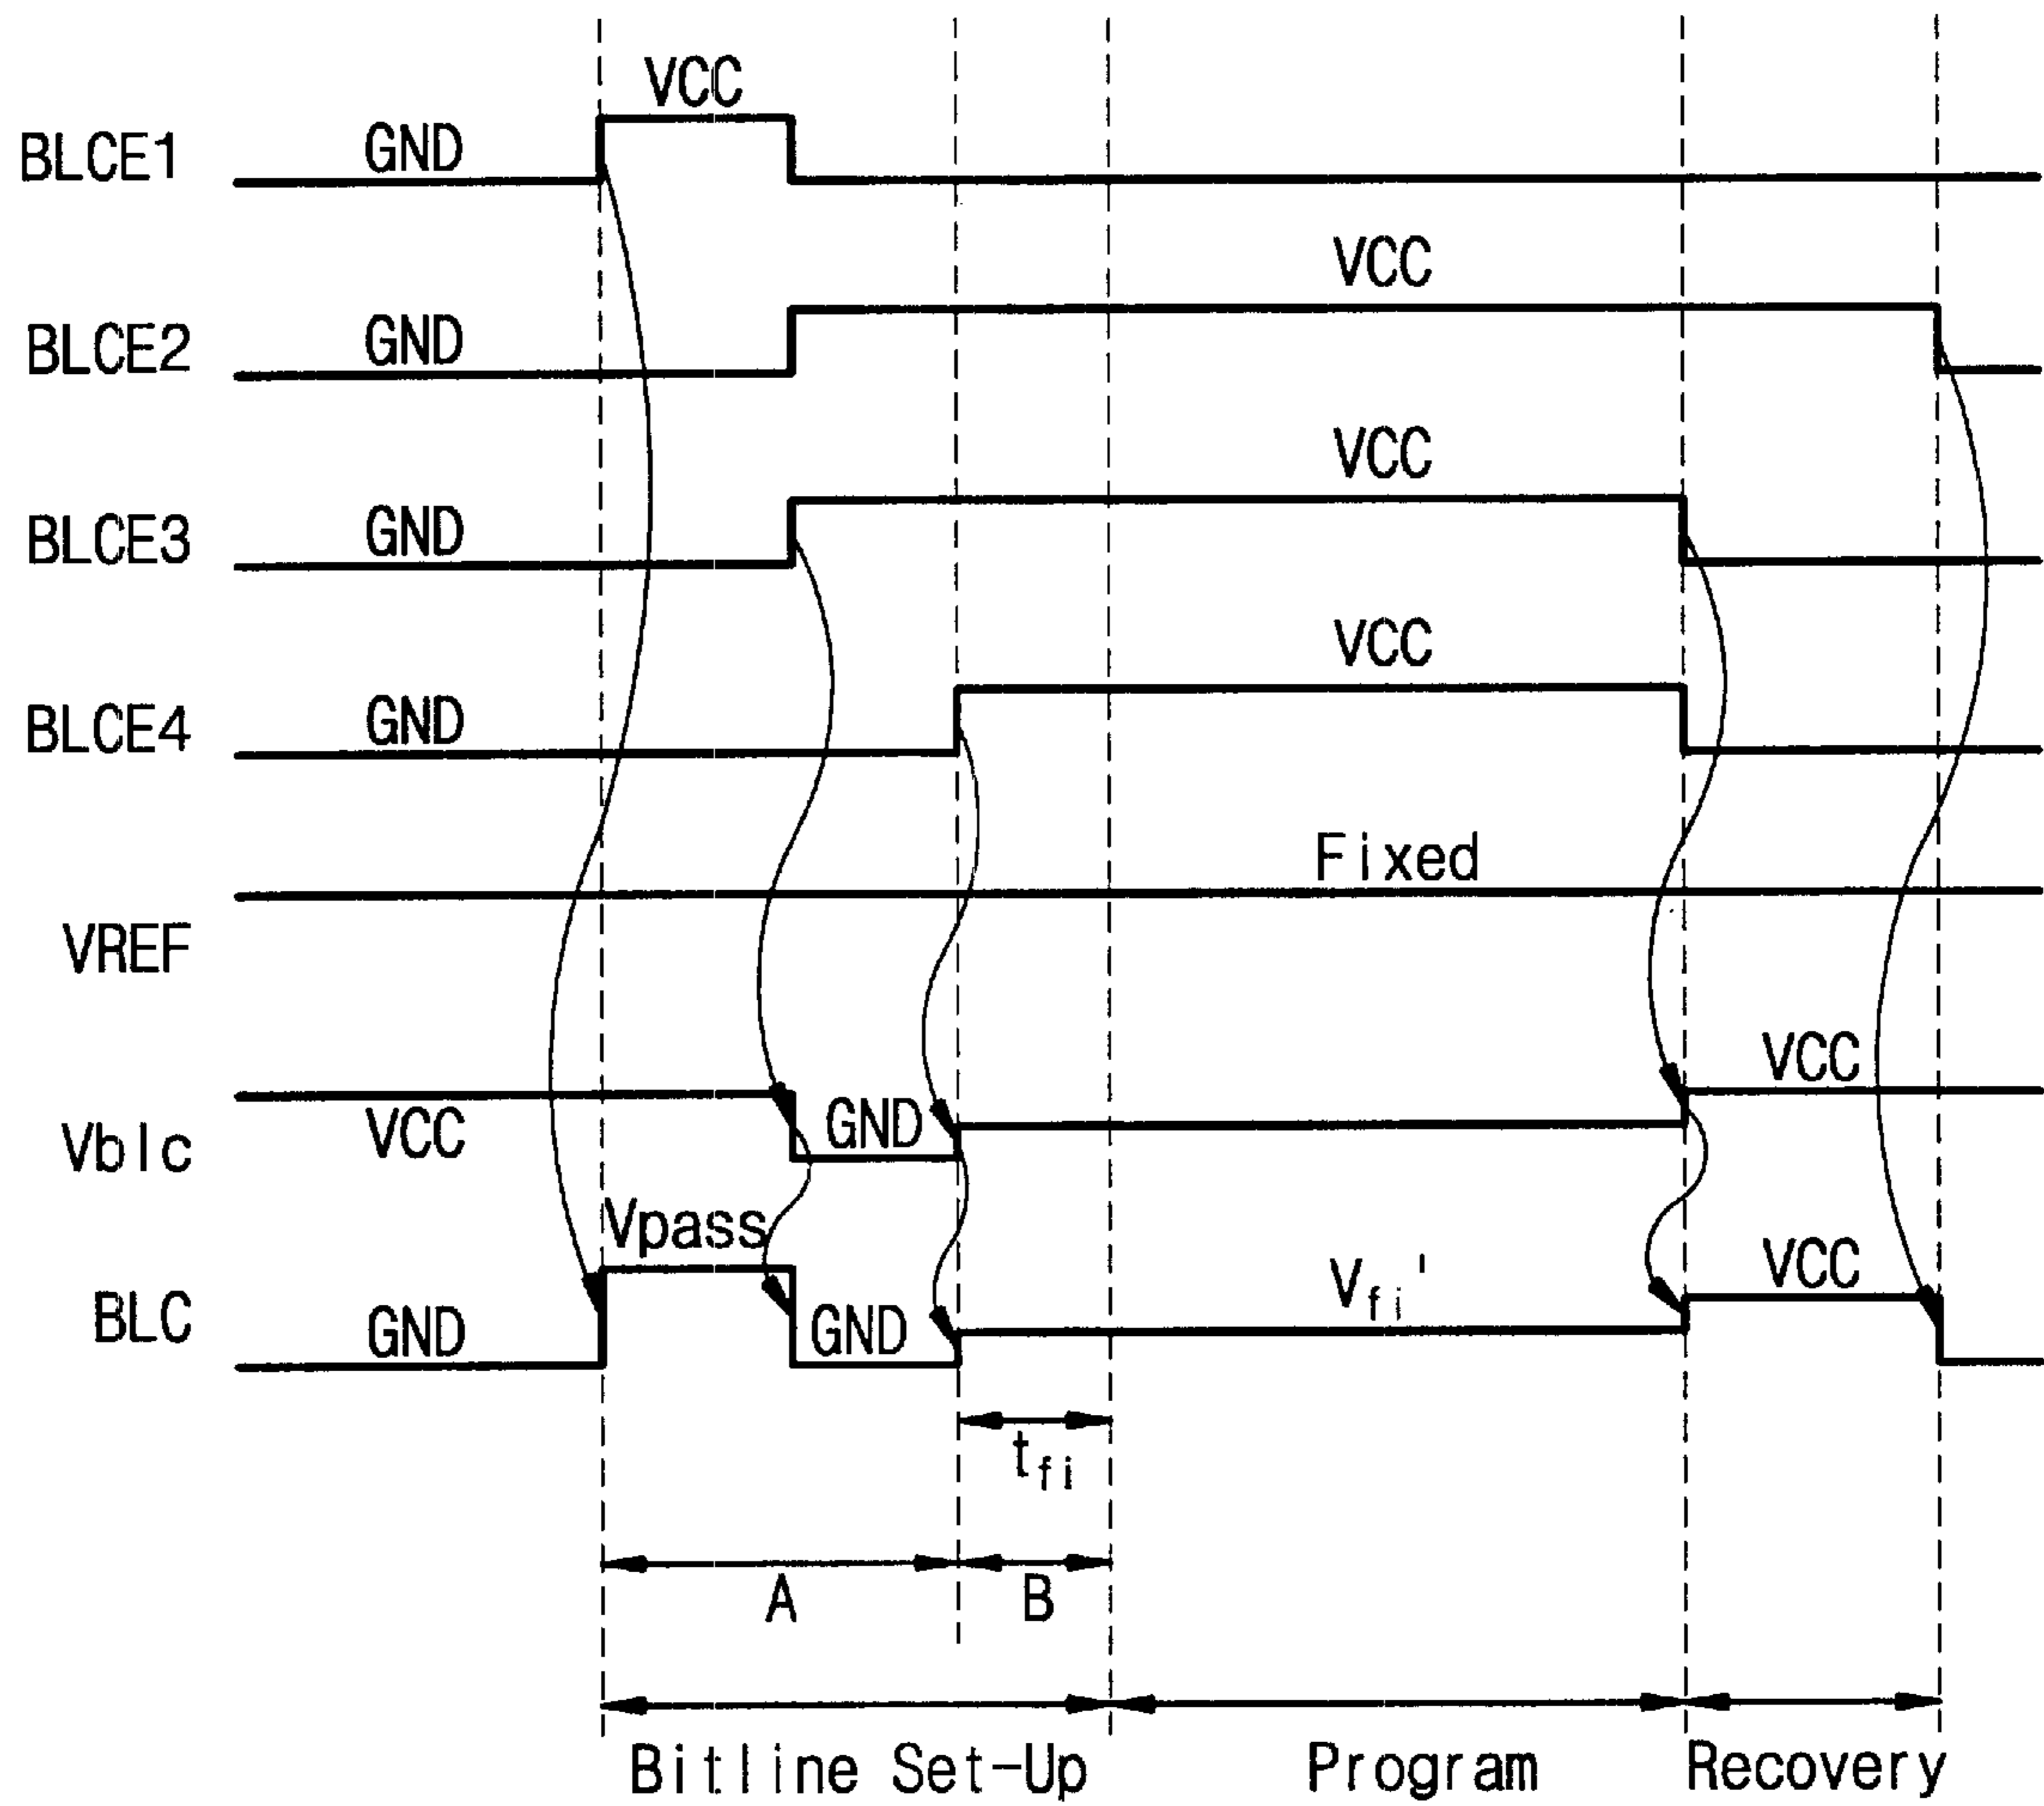 VCC
BLCE1 GND
VCC
BLCE2 GND
VCC
BLCE3 GND
VCC
BLCE4 GND
Fixed
VREF
VCC
Vblc VCC GND
Vpass VCC
BLC GND GND Vfi'
tfi
A B
Bitline Set-Up Program Recovery